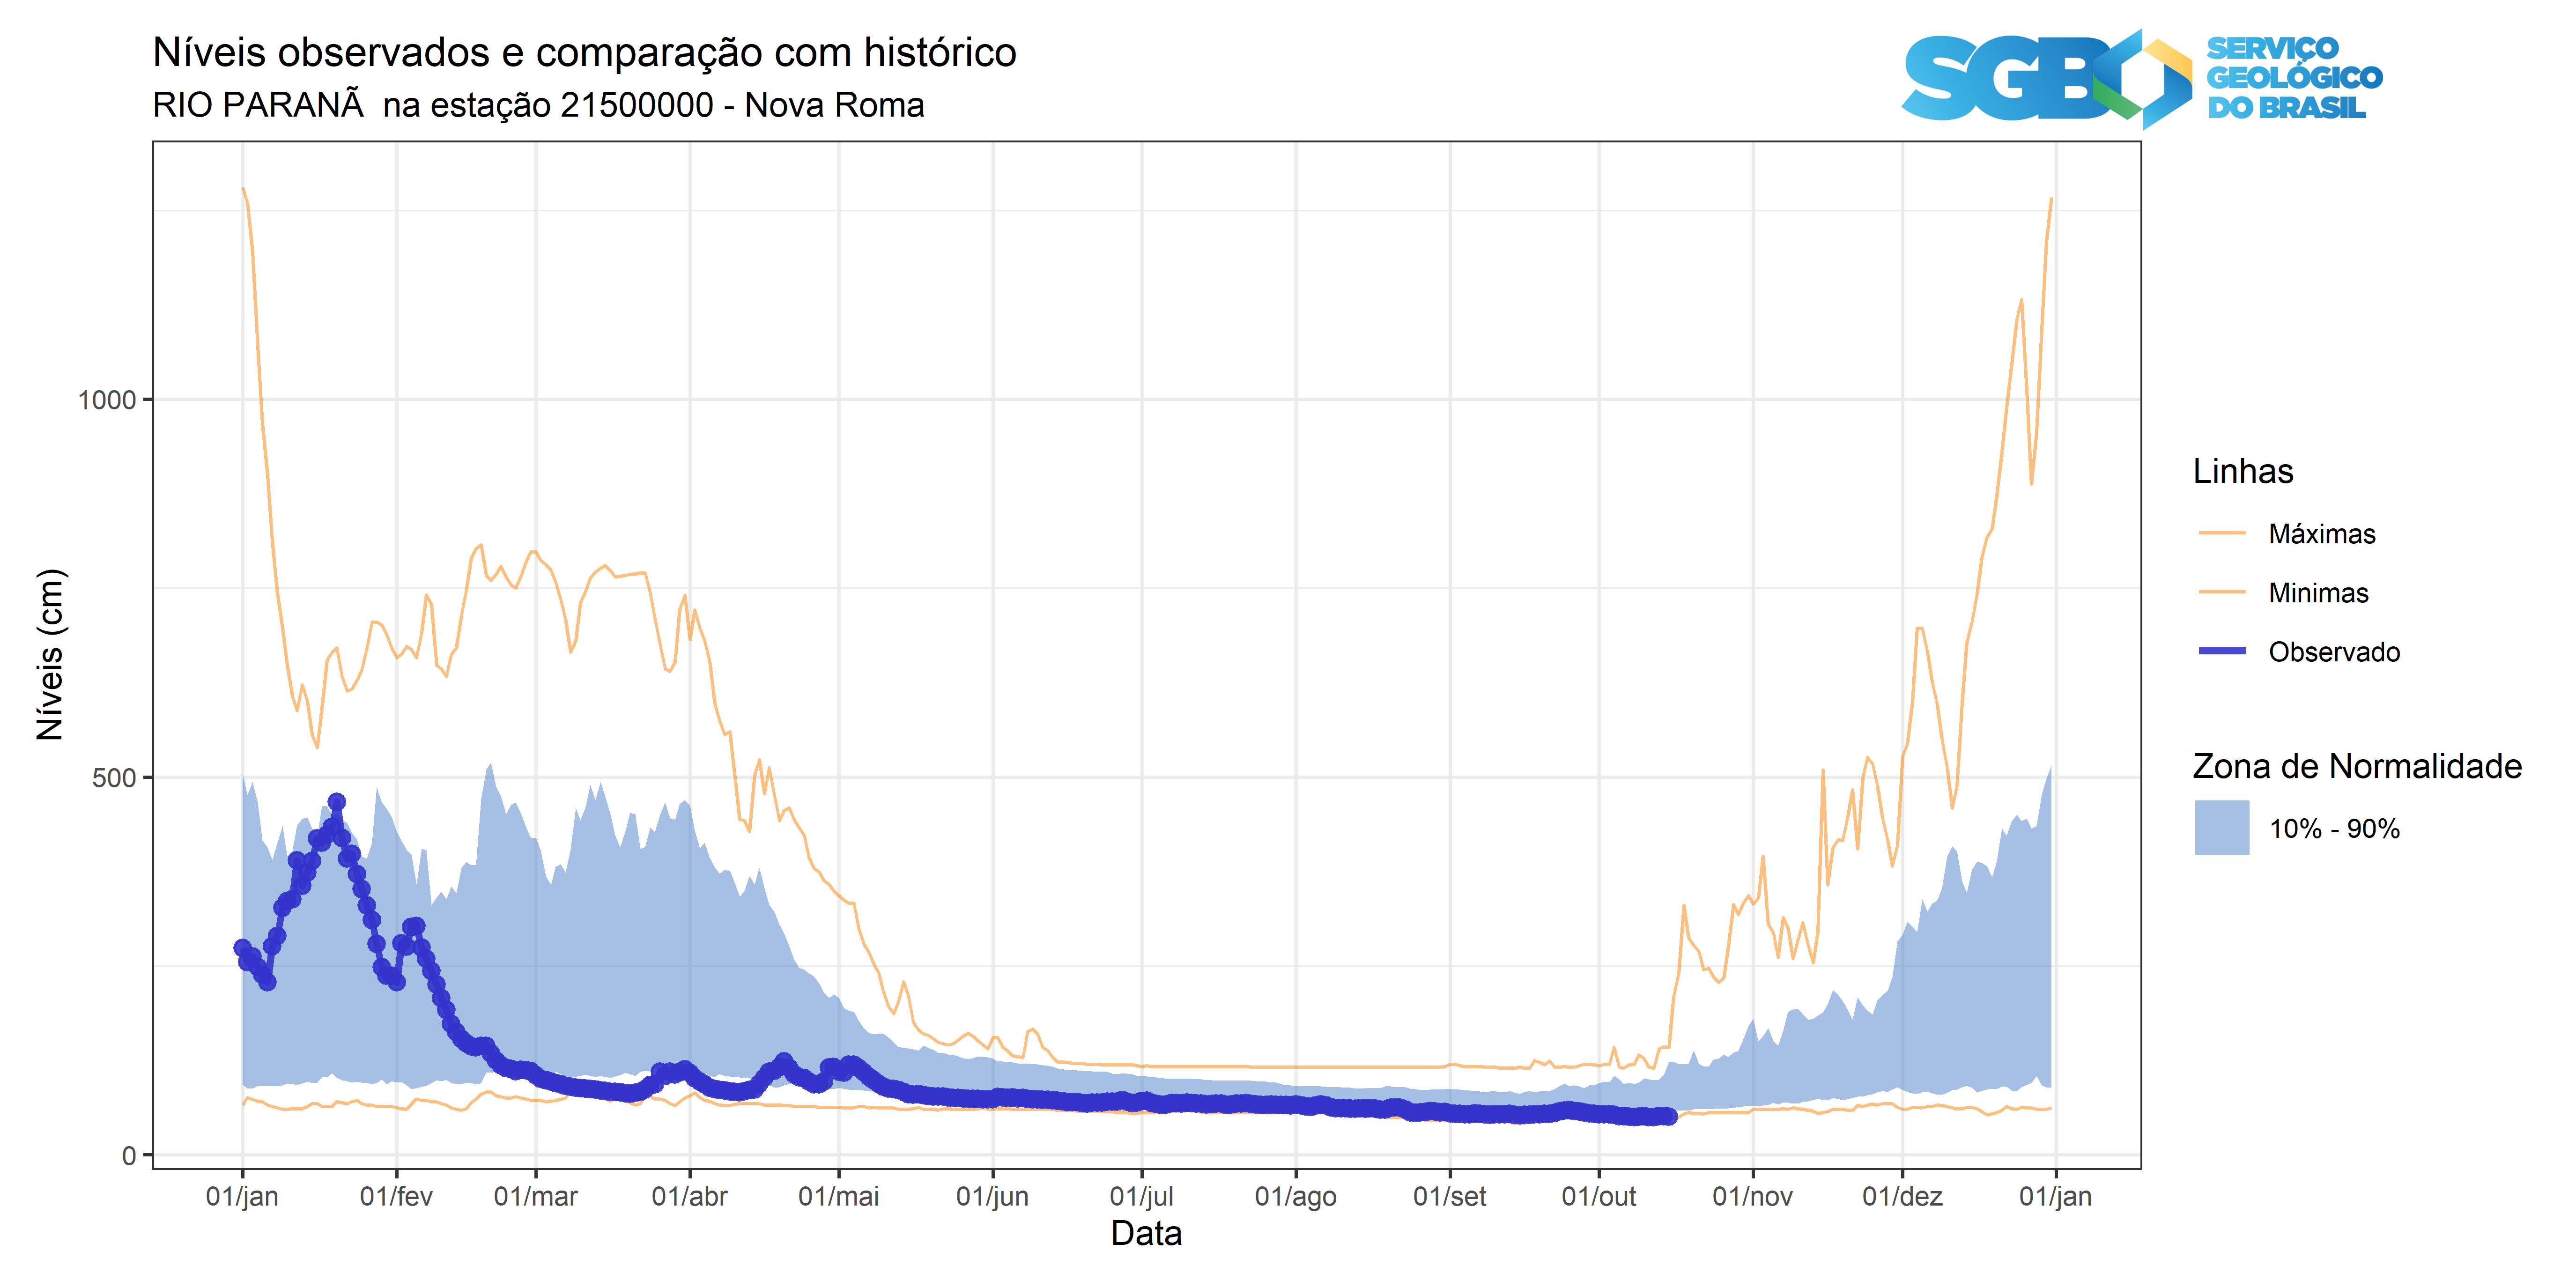 Níveis observados e comparação com histórico
RIO PARANÃ na estação 21500000 - Nova Roma
SGB
SERVIÇO
GEOLÓGICO
DO BRASIL
Níveis (cm)
1000
500
0
01/jan
01/fev
01/mar
01/abr
01/mai
01/jun
01/jul
01/ago
01/set
01/out
01/nov
01/dez
01/jan
Data
Linhas
Máximas
Minimas
Observado
Zona de Normalidade
10% - 90%